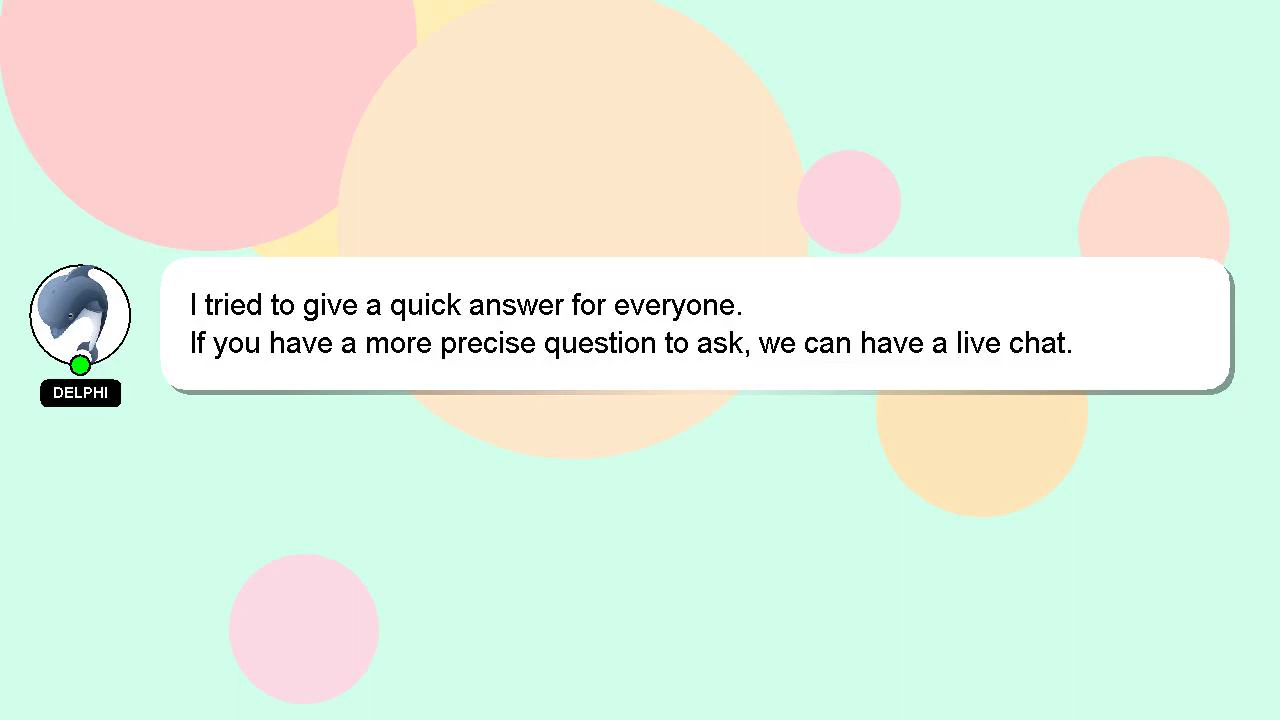 I tried to give a quick answer for everyone.
If you have a more precise question to ask, we can have a live chat.
DELPHI